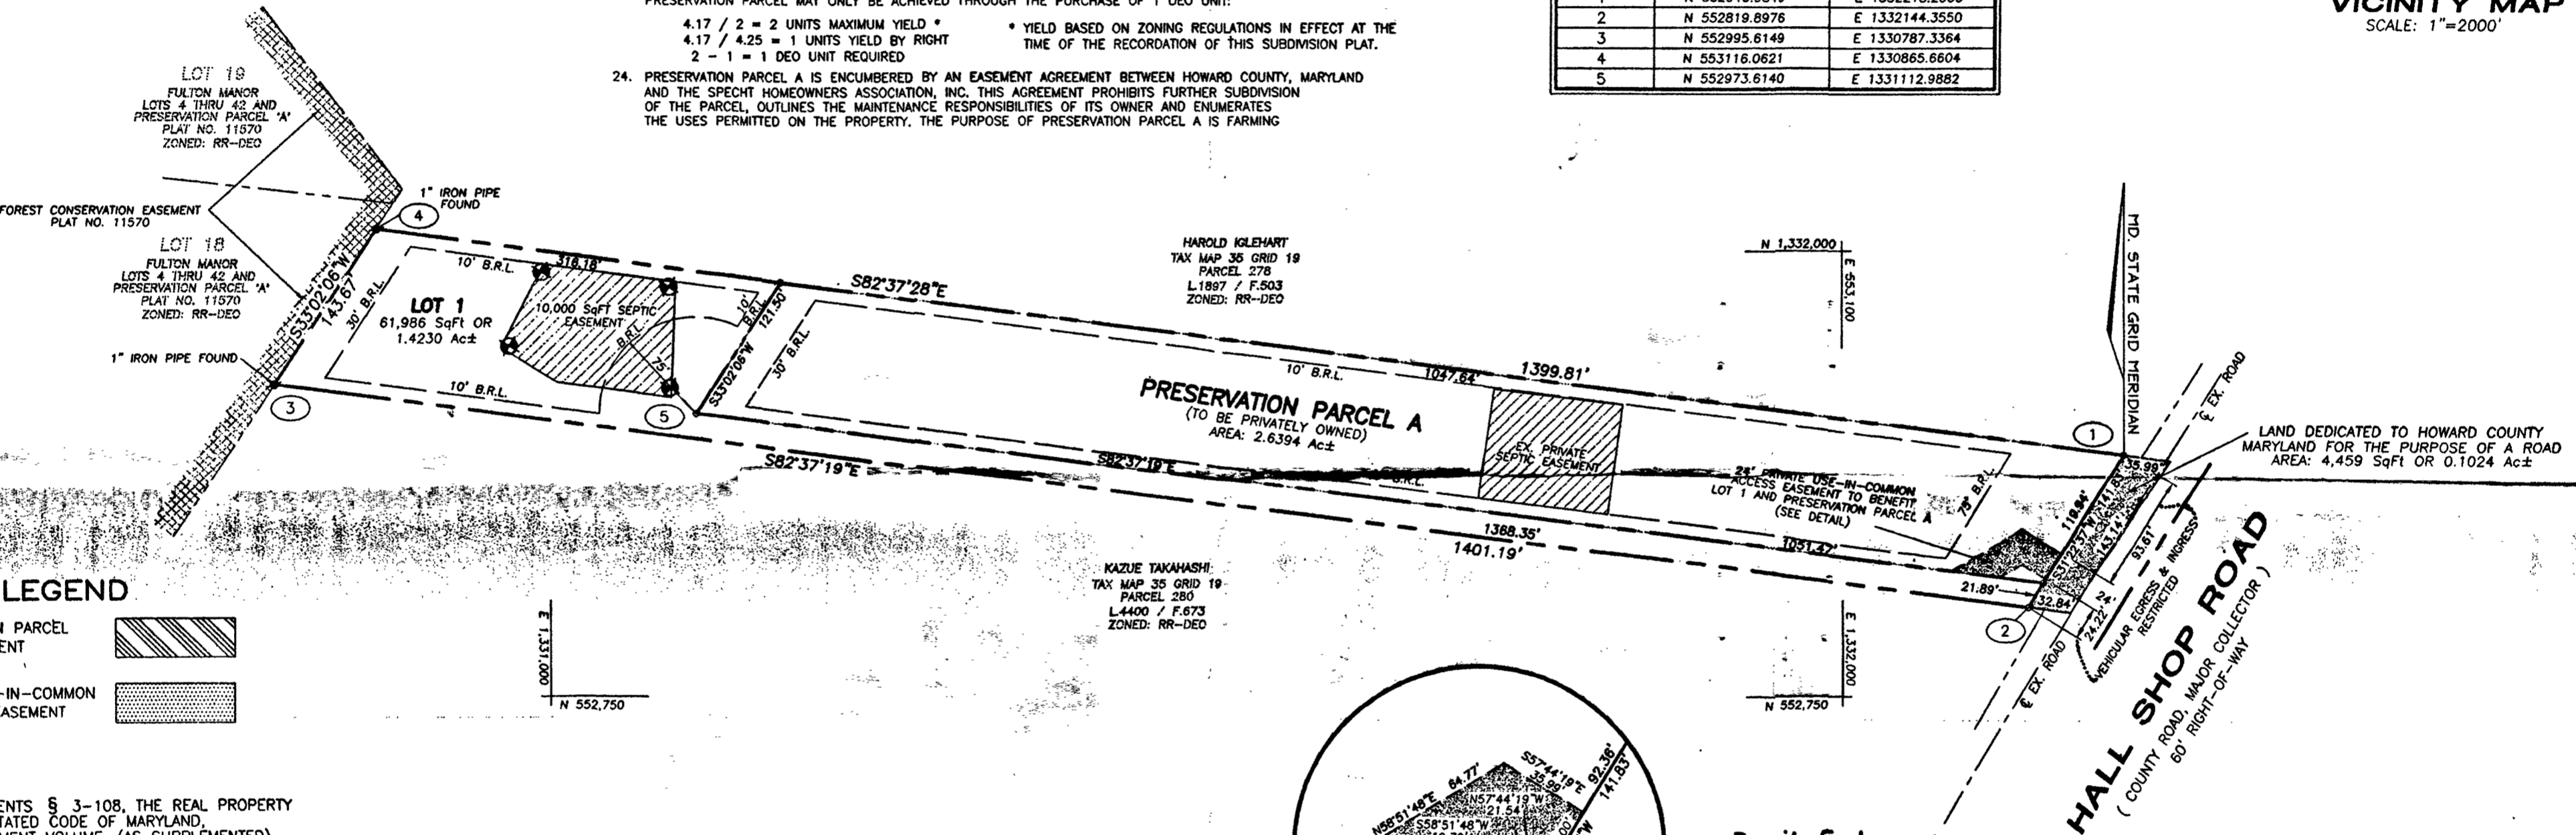 4.17 / 2 = 2 UNITS MAXIMUM YIELD *
4.17 / 4.25 = 1 UNITS YIELD BY RIGHT
2 - 1 = 1 DEO UNIT REQUIRED
* YIELD BASED ON ZONING REGULATIONS IN EFFECT AT THE
TIME OF THE RECORDATION OF THIS SUBDIVISION PLAT.
24. PRESERVATION PARCEL A IS ENCUMBERED BY AN EASEMENT AGREEMENT BETWEEN HOWARD COUNTY, MARYLAND
AND THE SPECHT HOMEOWNERS ASSOCIATION, INC. THIS AGREEMENT PROHIBITS FURTHER SUBDIVISION
OF THE PARCEL, OUTLINES THE MAINTENANCE RESPONSIBILITIES OF ITS OWNER AND ENUMERATES
THE USES PERMITTED ON THE PROPERTY. THE PURPOSE OF PRESERVATION PARCEL A IS FARMING
2 N 552819.8976 E 1332144.3550
3 N 552995.6149 E 1330787.3364
4 N 553116.0621 E 1330865.6604
5 N 552973.6140 E 1331112.9882
VICINITY MAP
SCALE: 1"=2000'
LOT 19
FULTON MANOR
LOTS 4 THRU 42 AND
PRESERVATION PARCEL 'A'
PLAT NO. 11570
ZONED: RR-DEO
FOREST CONSERVATION EASEMENT
PLAT NO. 11570
LOT 18
FULTON MANOR
LOTS 4 THRU 42 AND
PRESERVATION PARCEL 'A'
PLAT NO. 11570
ZONED: RR-DEO
1" IRON PIPE FOUND
1" IRON PIPE
FOUND
4
3
5
S33°02'06"W
143.67'
30' B.R.L.
10' B.R.L.
318.18'
LOT 1
61,986 SqFt OR
1.4230 Ac±
10,000 SqFT SEPTIC
EASEMENT
B.R.L.
75'
10' B.R.L.
10'
B.R.L.
121.50'
S33°02'06"W
30' B.R.L.
S82°37'28"E
HAROLD IGLEHART
TAX MAP 35 GRID 19
PARCEL 278
L.1897 / F.503
ZONED: RR-DEO
10' B.R.L.
1047.64'
1399.81'
PRESERVATION PARCEL A
(TO BE PRIVATELY OWNED)
AREA: 2.6394 Ac±
EX. PRIVATE
SEPTIC EASEMENT
S82°37'19"E
S82°37'19"E
B.R.L.
24' PRIVATE USE-IN-COMMON
ACCESS EASEMENT TO BENEFIT
LOT 1 AND PRESERVATION PARCEL A
(SEE DETAIL)
75' B.R.L.
1368.35'
1401.19'
1051.47'
N 1,332,000
E 553,100
MD. STATE GRID MERIDIAN
1
2
35.99'
119.94'
S31°22'37"W
141.83'
143.14'
93.61'
21.89'
32.84'
24'
24.22'
℄ EX. ROAD
℄ EX. ROAD
VEHICULAR EGRESS & INGRESS
RESTRICTED
LAND DEDICATED TO HOWARD COUNTY
MARYLAND FOR THE PURPOSE OF A ROAD
AREA: 4,459 SqFt OR 0.1024 Ac±
HALL SHOP ROAD
( COUNTY ROAD, MAJOR COLLECTOR )
60' RIGHT-OF-WAY
KAZUE TAKAHASHI
TAX MAP 35 GRID 19
PARCEL 280
L.4400 / F.673
ZONED: RR-DEO
E 1,331,000
N 552,750
E 1,332,000
N 552,750
LEGEND
PARCEL
-IN-COMMON
N58°51'48"E 64.77'
S57°44'19"E
35.99'
92.36'
141.83'
N57°44'19"W
21.54'
S58°51'48"W
ENTS § 3-108, THE REAL PROPERTY
TATED CODE OF MARYLAND,